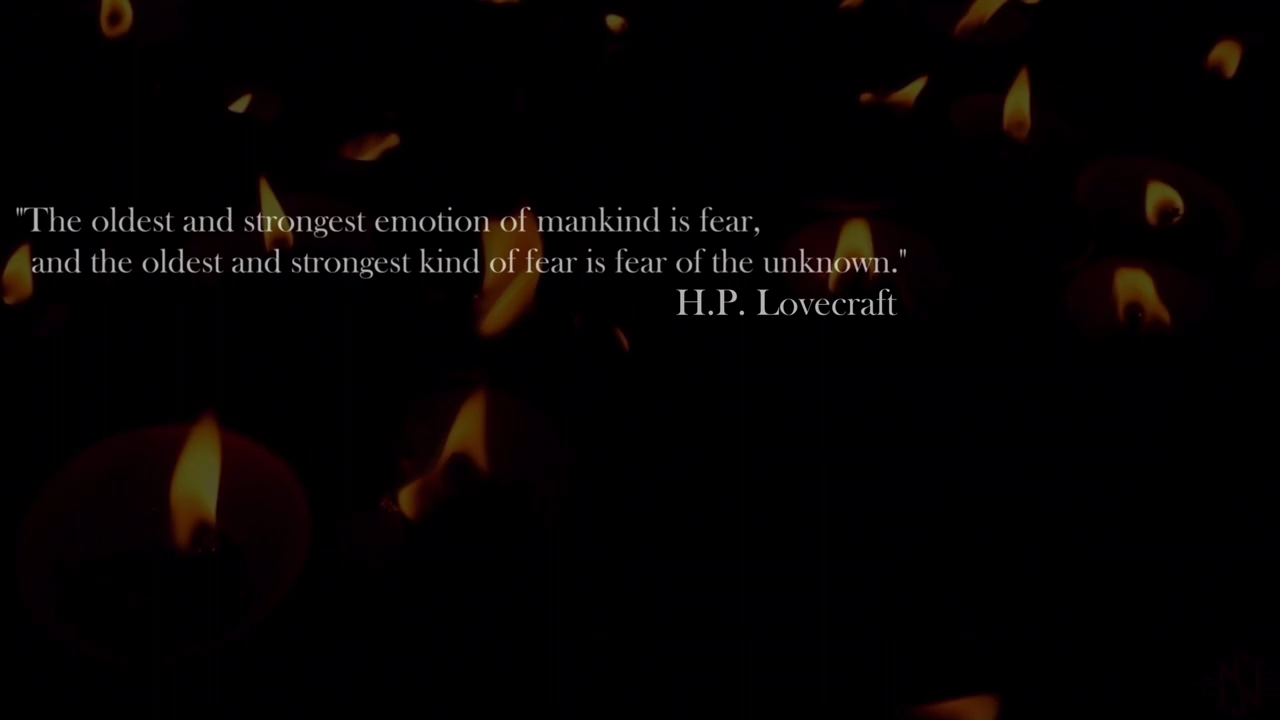 "The oldest and strongest emotion of mankind is fear,
and the oldest and strongest kind of fear is fear of the unknown."
H.P. Lovecraft